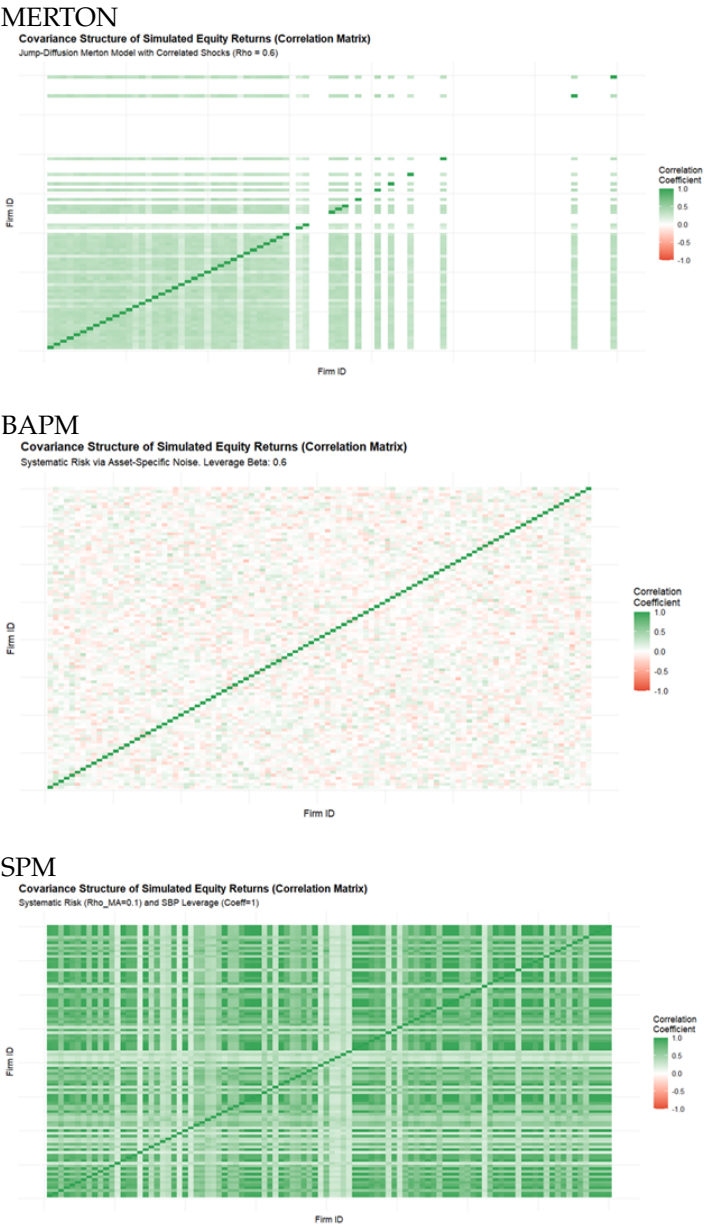 MERTON
Covariance Structure of Simulated Equity Returns (Correlation Matrix)
Jump-Diffusion Merton Model with Correlated Shocks (Rho = 0.6)
Firm ID
Correlation
Coefficient
1.0
0.5
0.0
-0.5
-1.0
Firm ID
BAPM
Covariance Structure of Simulated Equity Returns (Correlation Matrix)
Systematic Risk via Asset-Specific Noise. Leverage Beta: 0.6
Firm ID
Correlation
Coefficient
1.0
0.5
0.0
-0.5
-1.0
Firm ID
SPM
Covariance Structure of Simulated Equity Returns (Correlation Matrix)
Systematic Risk (Rho_MA=0.1) and SBP Leverage (Coeff=1)
Firm ID
Correlation
Coefficient
1.0
0.5
0.0
-0.5
-1.0
Firm ID